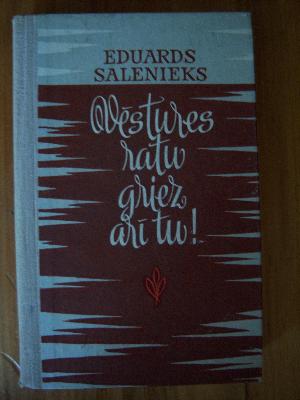 EDUARDS
SALENIEKS
Vēstures
ratu
griez
arī tu!